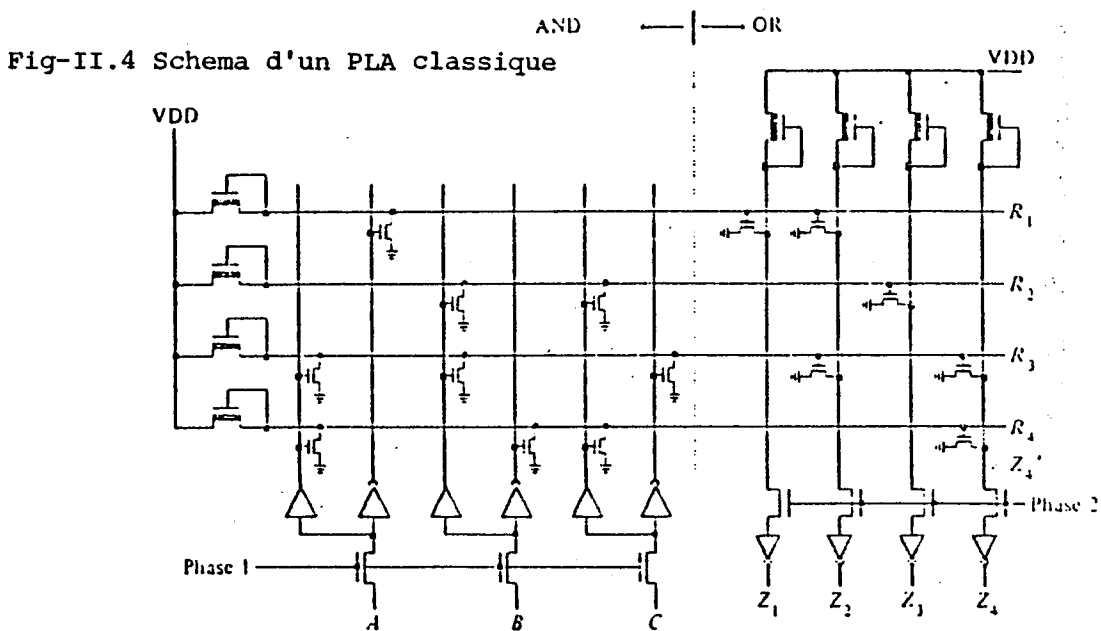 AND OR
Fig-II.4 Schema d'un PLA classique
VDD
VDD
R1
R2
R3
R4
Z4'
Phase 2
Phase 1
Z1 Z2 Z3 Z4
A B C